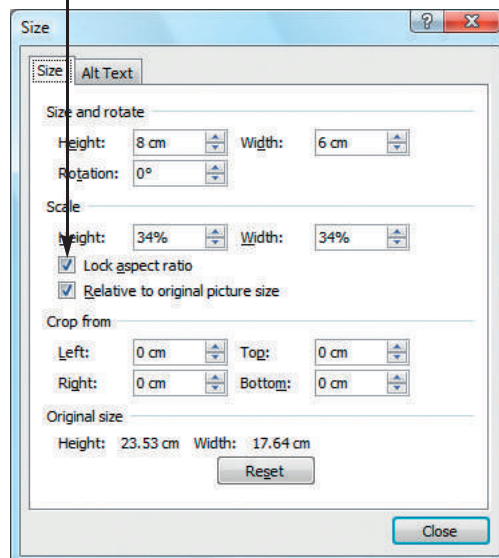 Size
Size Alt Text
Size and rotate
Height: 8 cm Width: 6 cm
Rotation: 0°
Scale
Height: 34% Width: 34%
Lock aspect ratio
Relative to original picture size
Crop from
Left: 0 cm Top: 0 cm
Right: 0 cm Bottom: 0 cm
Original size
Height: 23.53 cm Width: 17.64 cm
Reset
Close